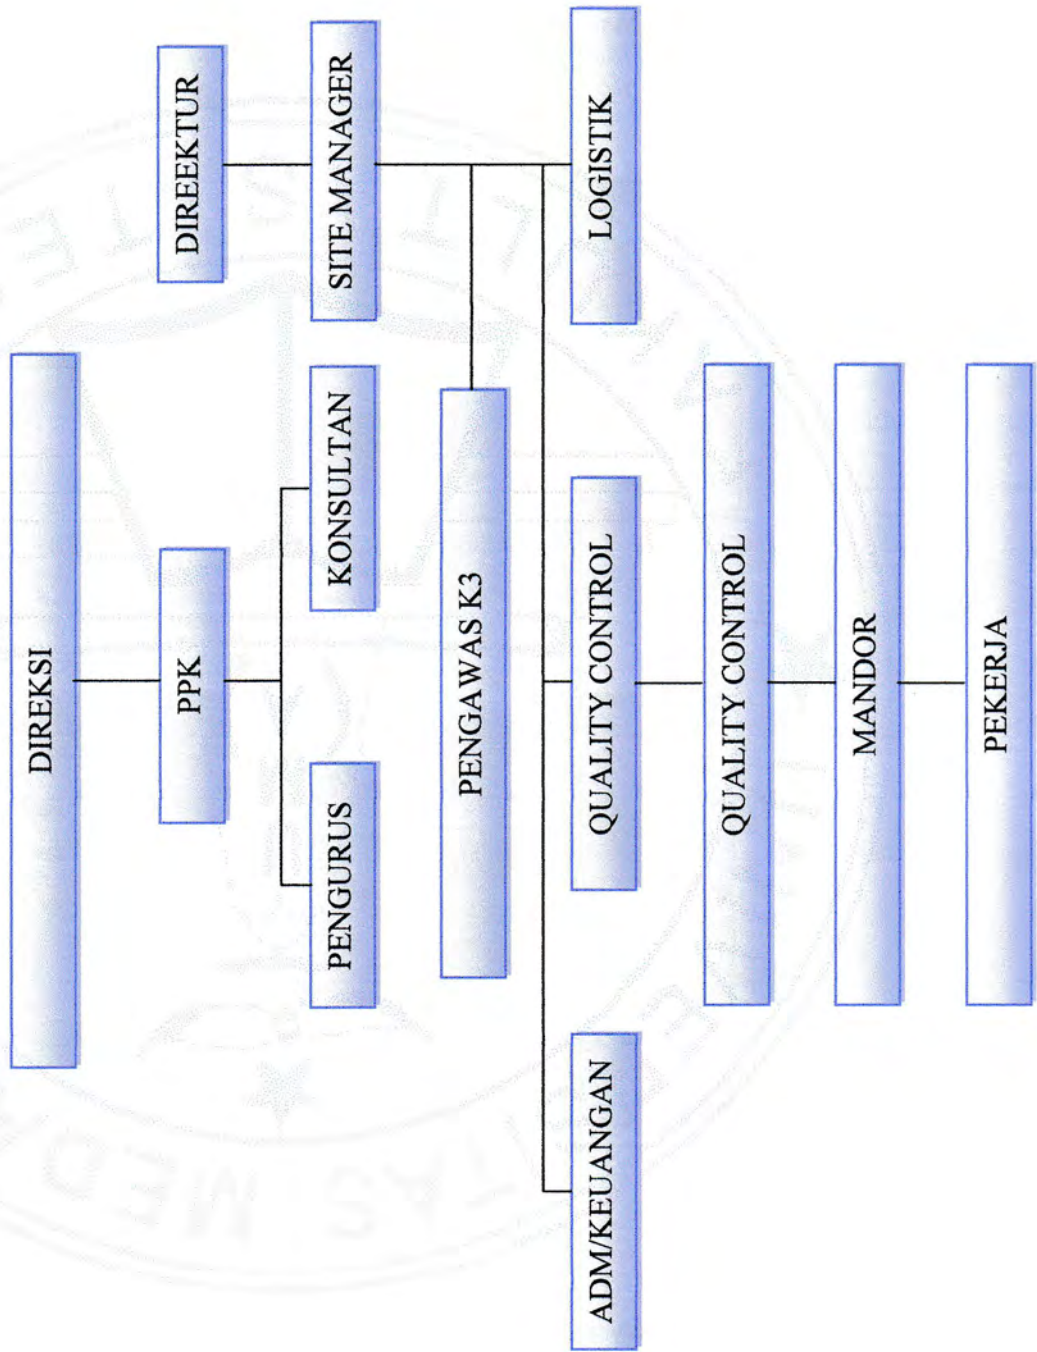 DIREKSI
PPK
DIREEKTUR
PENGURUS
KONSULTAN
SITE MANAGER
PENGAWAS K3
ADM/KEUANGAN
QUALITY CONTROL
LOGISTIK
QUALITY CONTROL
MANDOR
PEKERJA